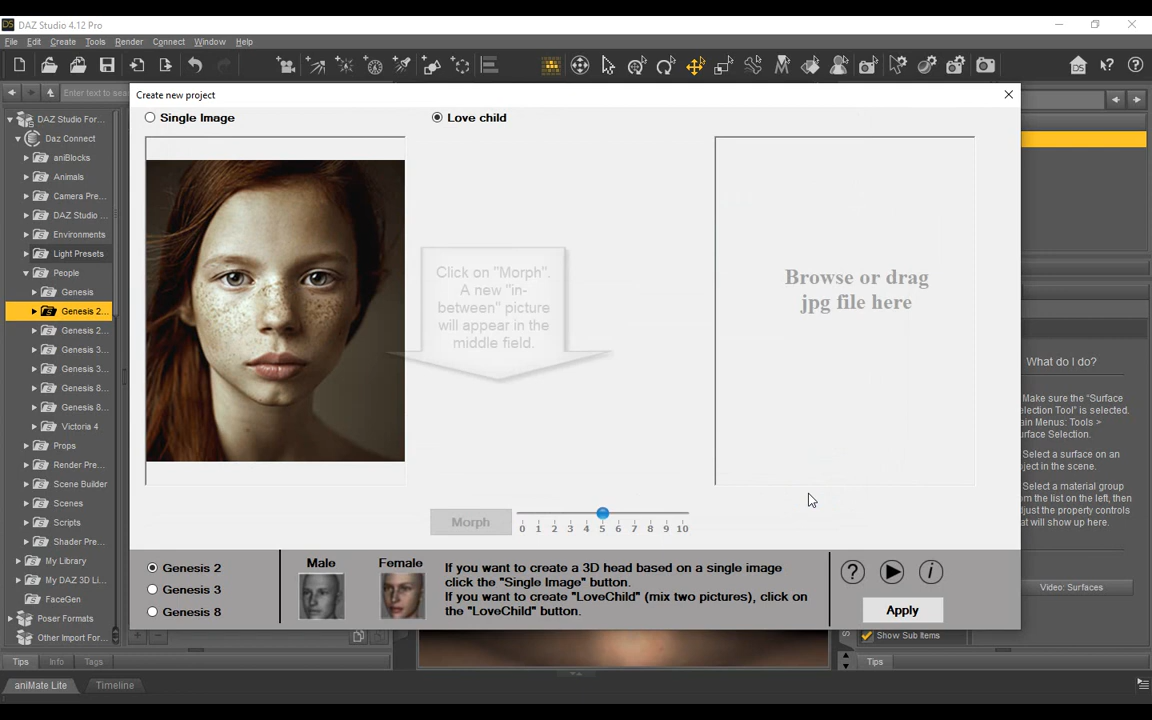 DAZ Studio 4.12 Pro
File Edit Create Tools Render Connect Window Help
Create new project
Single Image
Love child
DAZ Studio For...
Daz Connect
aniBlocks
Animals
Camera Pre...
DAZ Studio ...
Environments
Light Presets
People
Genesis
Genesis 2...
Genesis 2...
Genesis 3...
Genesis 3...
Genesis 8...
Genesis 8...
Victoria 4
Props
Render Pre...
Scene Builder
Scenes
Scripts
Shader Pre...
My Library
My DAZ 3D Li...
FaceGen
Poser Formats
Other Import For...
Click on "Morph".
A new "in-
between" picture
will appear in the
middle field.
Browse or drag
jpg file here
Morph
0 1 2 3 4 5 6 7 8 9 10
Genesis 2
Genesis 3
Genesis 8
Male
Female
If you want to create a 3D head based on a single image
click the "Single Image" button.
If you want to create "LoveChild" (mix two pictures), click on
the "LoveChild" button.
Apply
What do I do?
Make sure the "Surface
Tool" is selected.
Menus: Tools >
Selection.
Select a surface on an
in the scene.
Select a material group
the list on the left, then
the property controls
will show up here.
Video: Surfaces
Show Sub Items
Tips
Tips Info Tags
aniMate Lite Timeline